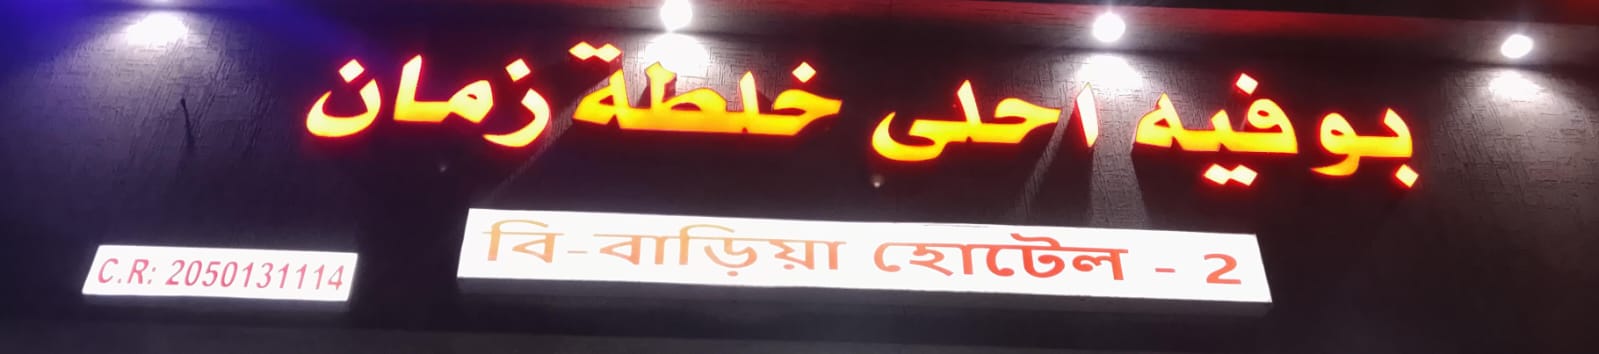 بوفيه احلى خلطة زمان
বি-বাড়িয়া হোটেল - 2
C.R: 2050131114